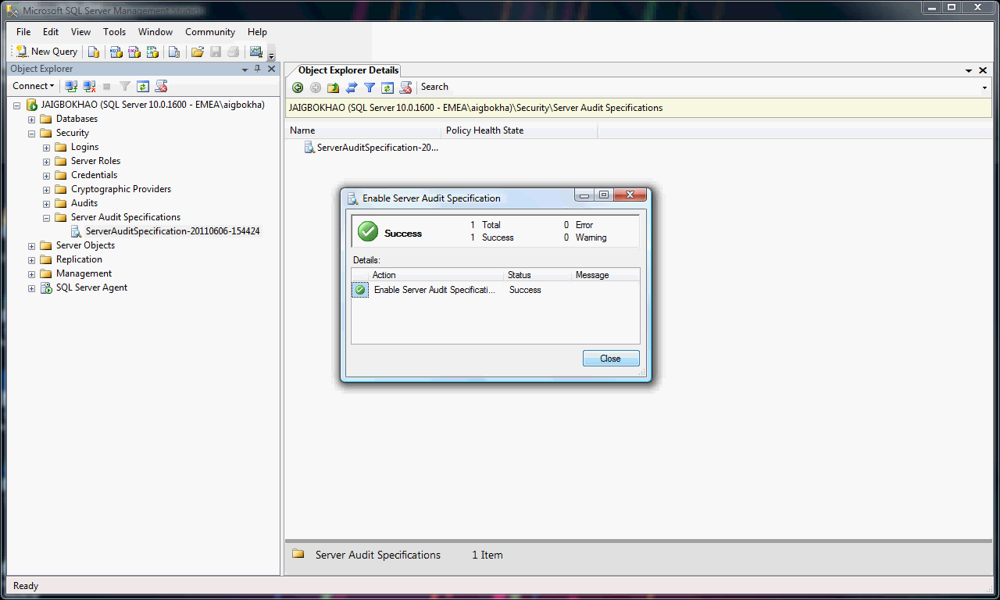 Microsoft SQL Server Management Studio
File Edit View Tools Window Community Help
New Query
Object Explorer
Connect
JAIGBOKHAO (SQL Server 10.0.1600 - EMEA\aigbokha)
Databases
Security
Logins
Server Roles
Credentials
Cryptographic Providers
Audits
Server Audit Specifications
ServerAuditSpecification-20110606-154424
Server Objects
Replication
Management
SQL Server Agent
Object Explorer Details
Search
JAIGBOKHAO (SQL Server 10.0.1600 - EMEA\aigbokha)\Security\Server Audit Specifications
Name Policy Health State
ServerAuditSpecification-20...
Enable Server Audit Specification
Success
1 Total 0 Error
1 Success 0 Warning
Details:
Action Status Message
Enable Server Audit Specificati... Success
Close
Server Audit Specifications 1 Item
Ready